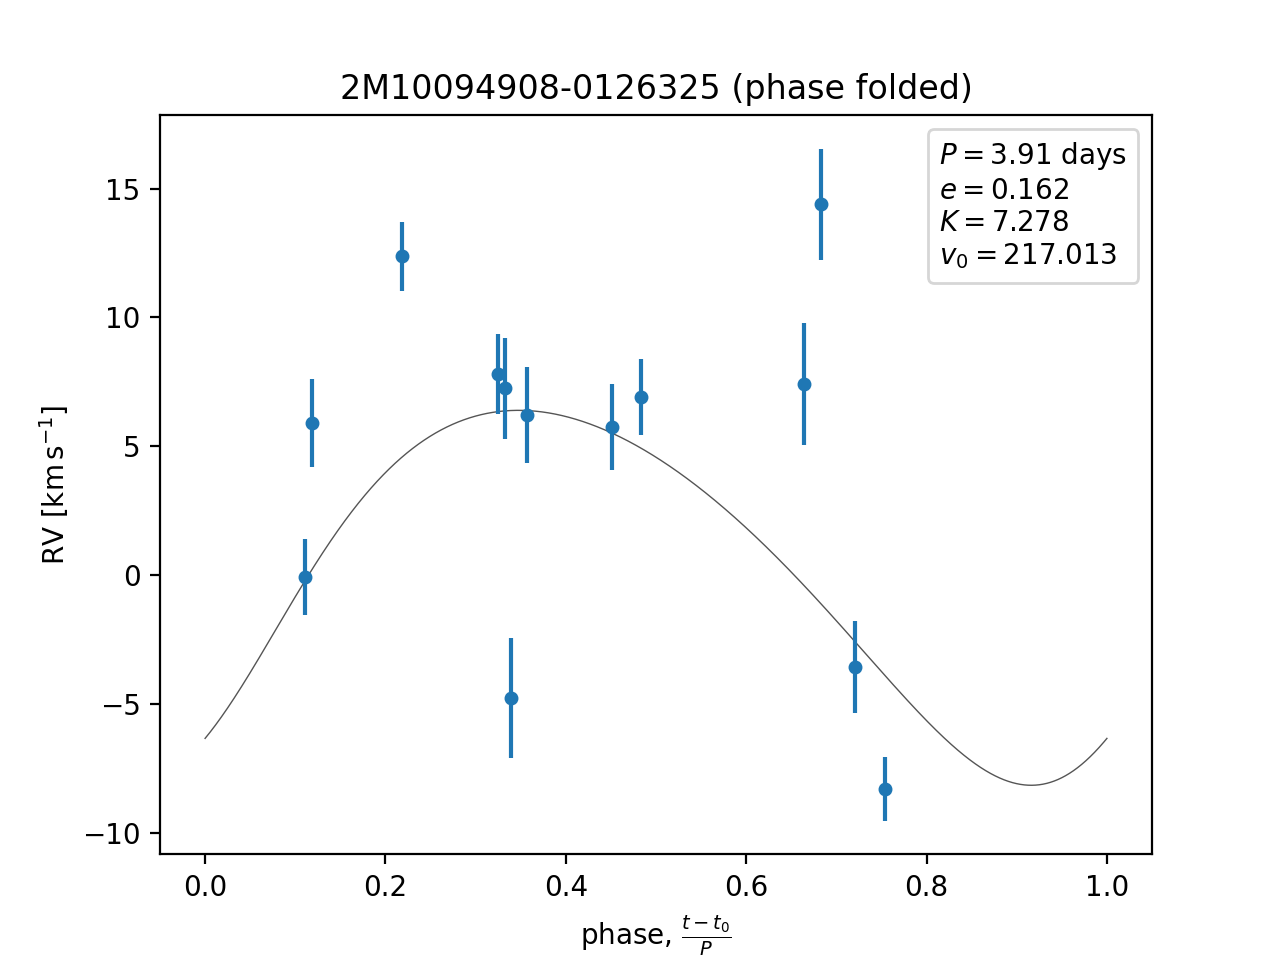 2M10094908-0126325 (phase folded)
P = 3.91 days
e = 0.162
K = 7.278
v₀ = 217.013
15
10
5
0
−5
−10
RV [km s⁻¹]
0.0 0.2 0.4 0.6 0.8 1.0
phase, (t − t₀)/P